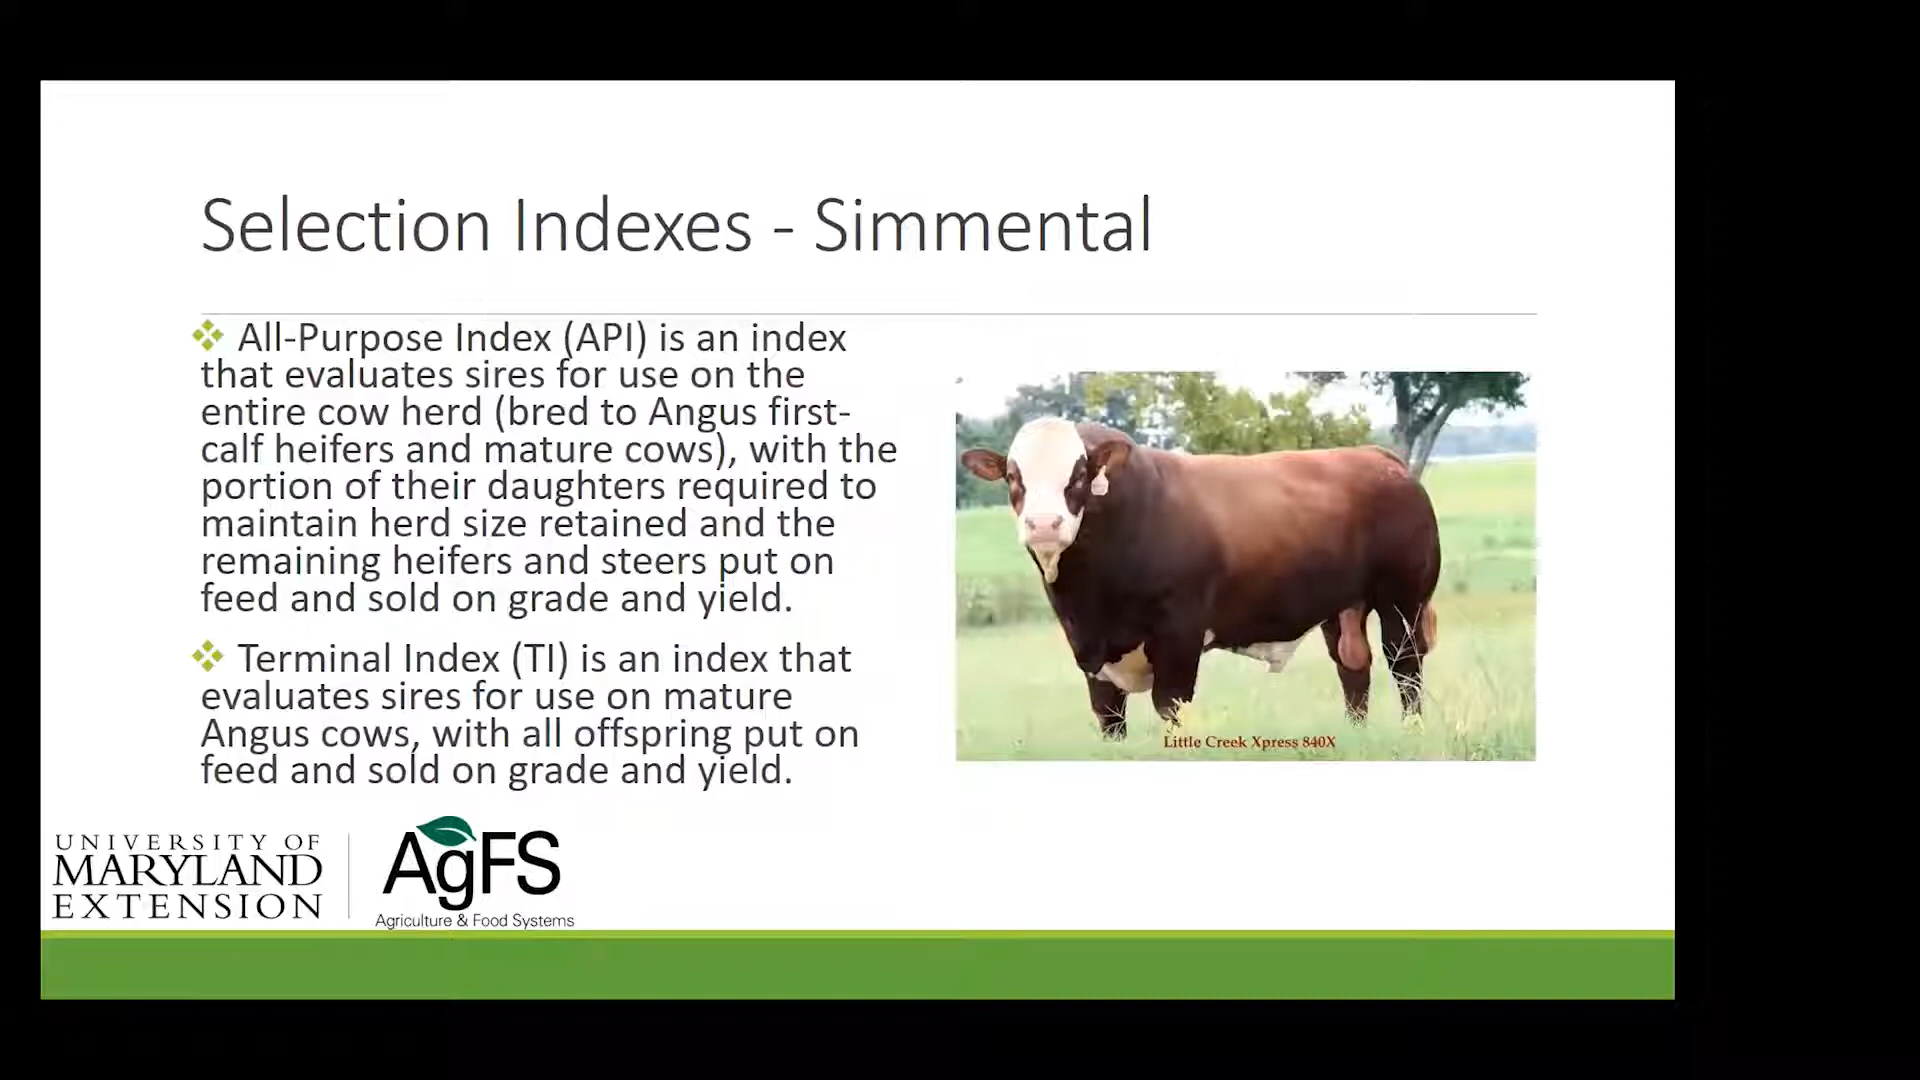 Selection Indexes - Simmental
All-Purpose Index (API) is an index
that evaluates sires for use on the
entire cow herd (bred to Angus first-
calf heifers and mature cows), with the
portion of their daughters required to
maintain herd size retained and the
remaining heifers and steers put on
feed and sold on grade and yield.
Terminal Index (TI) is an index that
evaluates sires for use on mature
Angus cows, with all offspring put on
feed and sold on grade and yield.
Little Creek Xpress 840X
UNIVERSITY OF
MARYLAND
EXTENSION
AgFS
Agriculture & Food Systems